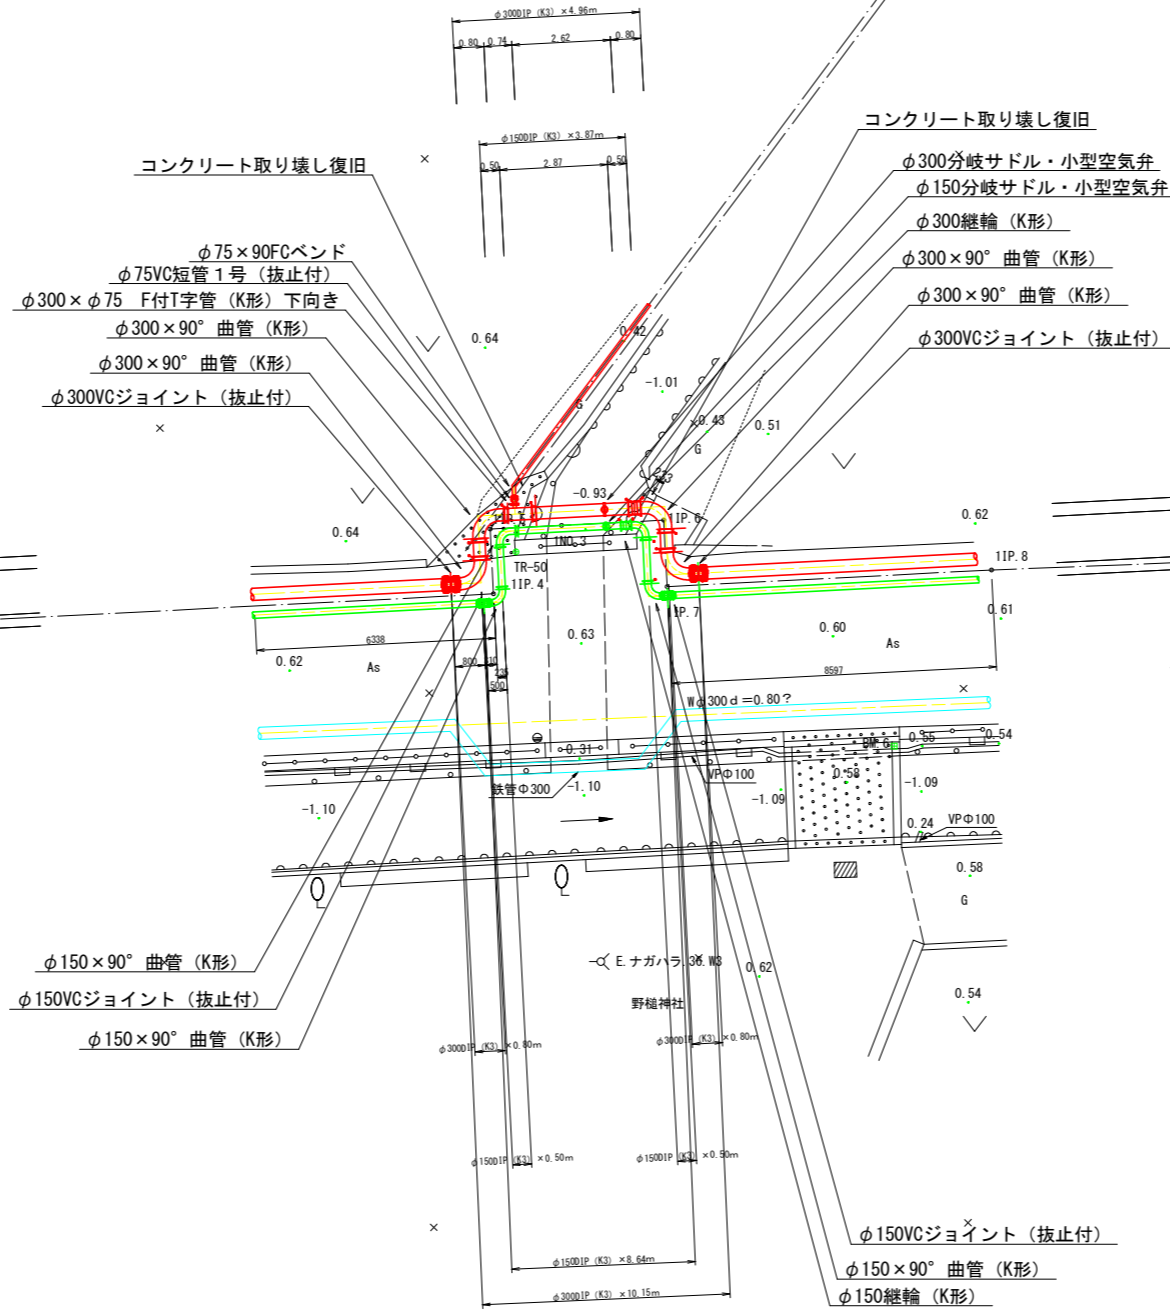 φ300DIP (K3) ×4.96m
0.80 0.74 2.62 0.80
φ150DIP (K3) ×3.87m
0.50 2.87 0.50
コンクリート取り壊し復旧
コンクリート取り壊し復旧
φ300分岐サドル・小型空気弁
φ150分岐サドル・小型空気弁
φ300継輪 (K形)
φ300×90° 曲管 (K形)
φ300×90° 曲管 (K形)
φ300VCジョイント (抜止付)
φ75×90FCベンド
φ75VC短管１号 (抜止付)
φ300×φ75 F付T字管 (K形) 下向き
φ300×90° 曲管 (K形)
φ300×90° 曲管 (K形)
φ300VCジョイント (抜止付)
0.64
0.42
-1.01
G
0.43
0.51
G
-0.93
0.64
1IP.6
0.62
1NO.3
1IP.8
TR-50
1IP.4
IP.7
0.61
0.63
0.60
6338
0.62
As
As
800
500
8597
Wφ300d=0.80?
0.31
BM.6
0.55
0.54
VPΦ100
鉄管Φ300
-1.10
0.58
-1.09
-1.09
-1.10
0.24
VPΦ100
0.58
G
E.ナガハラ.36.W3
0.62
野槌神社
0.54
φ150×90° 曲管 (K形)
φ150VCジョイント (抜止付)
φ150×90° 曲管 (K形)
φ300DIP (K3) ×0.80m
φ300DIP (K3) ×0.80m
φ150DIP (K3) ×0.50m
φ150DIP (K3) ×0.50m
φ150DIP (K3) ×8.64m
φ300DIP (K3) ×10.15m
φ150VCジョイント (抜止付)
φ150×90° 曲管 (K形)
φ150継輪 (K形)